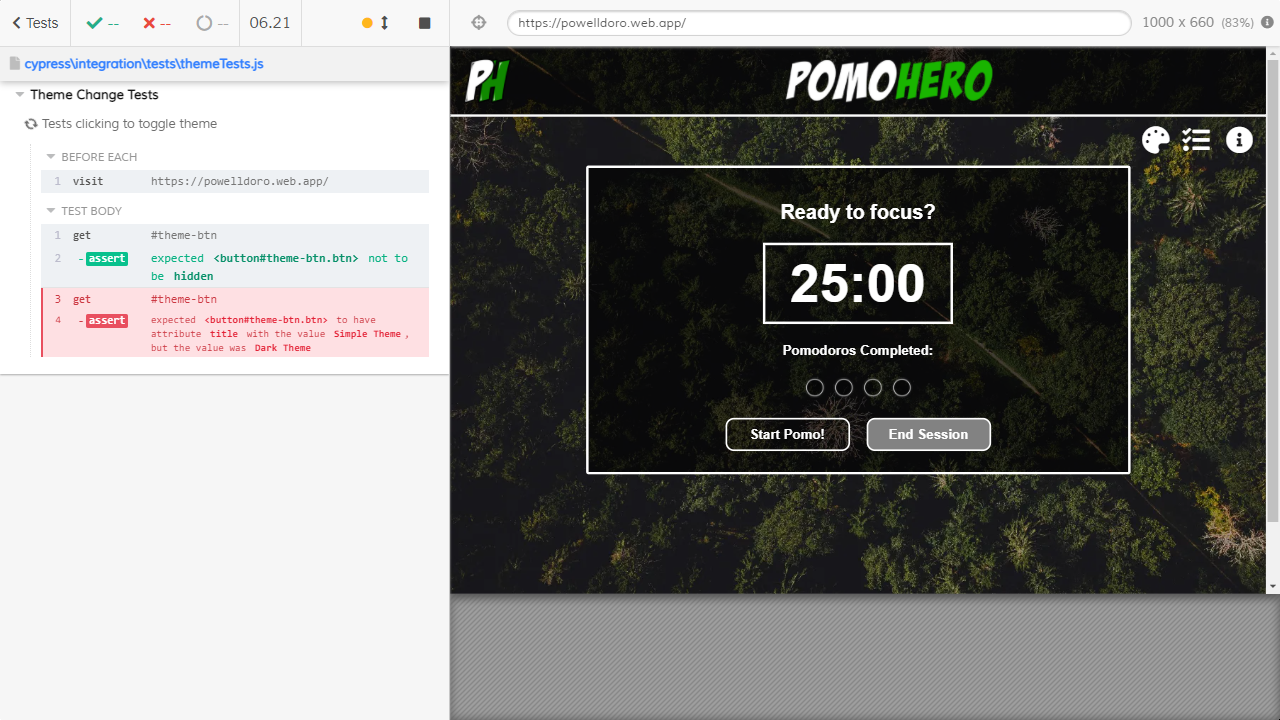 Tests
--
--
--
06.21
https://powelldoro.web.app/
1000 x 660 (83%)
cypress\integration\tests\themeTests.js
Theme Change Tests
Tests clicking to toggle theme
BEFORE EACH
1 visit https://powelldoro.web.app/
TEST BODY
1 get #theme-btn
2 -assert expected <button#theme-btn.btn> not to
be hidden
3 get #theme-btn
4 -assert expected <button#theme-btn.btn> to have
attribute title with the value Simple Theme,
but the value was Dark Theme
PH
POMOHERO
Ready to focus?
25:00
Pomodoros Completed:
Start Pomo!
End Session